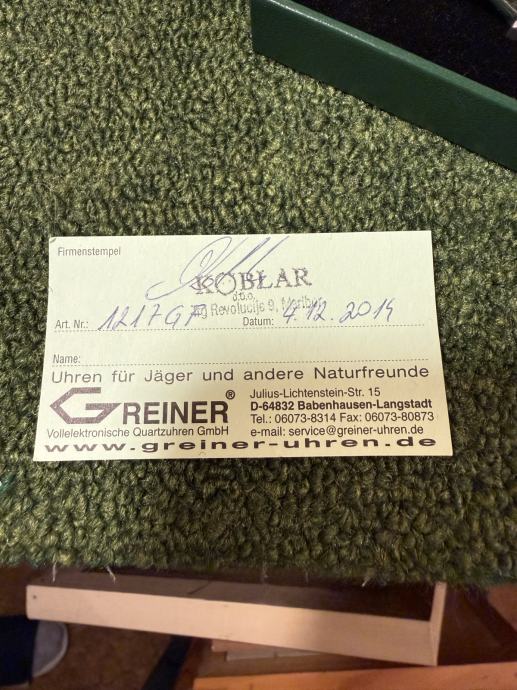 Firmenstempel
KOBLAR
d.o.o.
Revolucije 9, Maribor
Art. Nr.: 1217GF Datum: 4.12.2014
Name:
Uhren für Jäger und andere Naturfreunde
GREINER®
Vollelektronische Quartzuhren GmbH
Julius-Lichtenstein-Str. 15
D-64832 Babenhausen-Langstadt
Tel.: 06073-8314 Fax: 06073-80873
e-mail: service@greiner-uhren.de
www.greiner-uhren.de